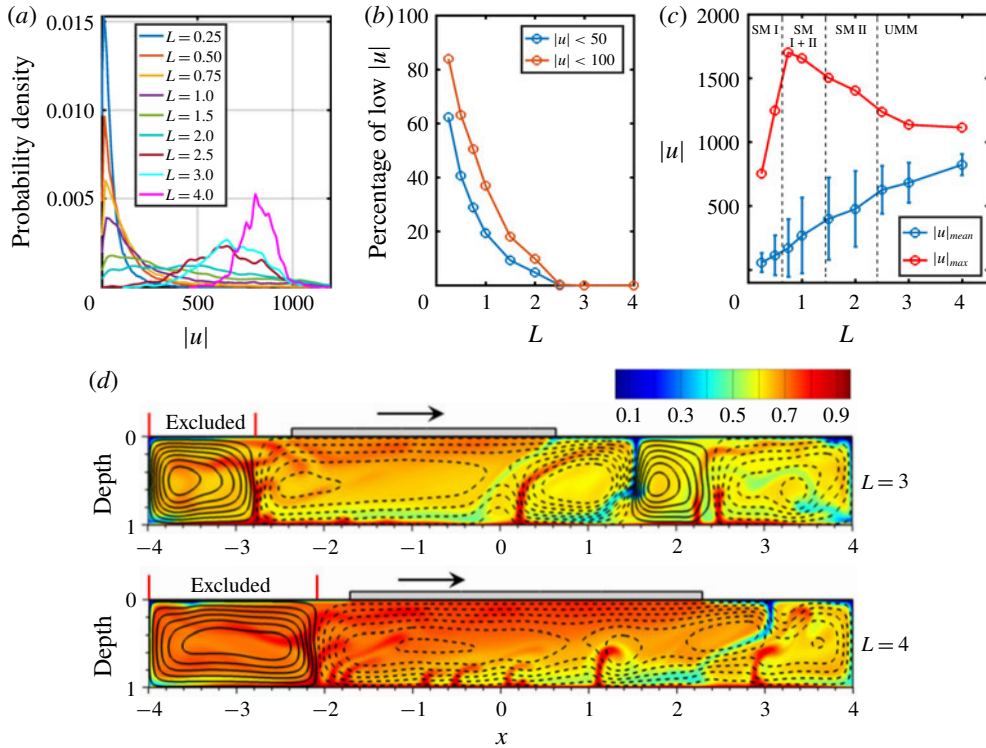 (a)
0.015
0.010
0.005
0
500
1000
Probability density
|u|
L = 0.25
L = 0.50
L = 0.75
L = 1.0
L = 1.5
L = 2.0
L = 2.5
L = 3.0
L = 4.0
(b)
100
80
60
40
20
0
1
2
3
4
Percentage of low |u|
L
|u| < 50
|u| < 100
(c)
2000
1500
1000
500
0
1
2
3
4
|u|
L
SM I
SM
I + II
SM II
UMM
|u|mean
|u|max
(d)
0.1 0.3 0.5 0.7 0.9
Excluded
0
Depth
1
L = 3
−4 −3 −2 −1 0 1 2 3 4
Excluded
0
Depth
1
L = 4
−4 −3 −2 −1 0 1 2 3 4
x